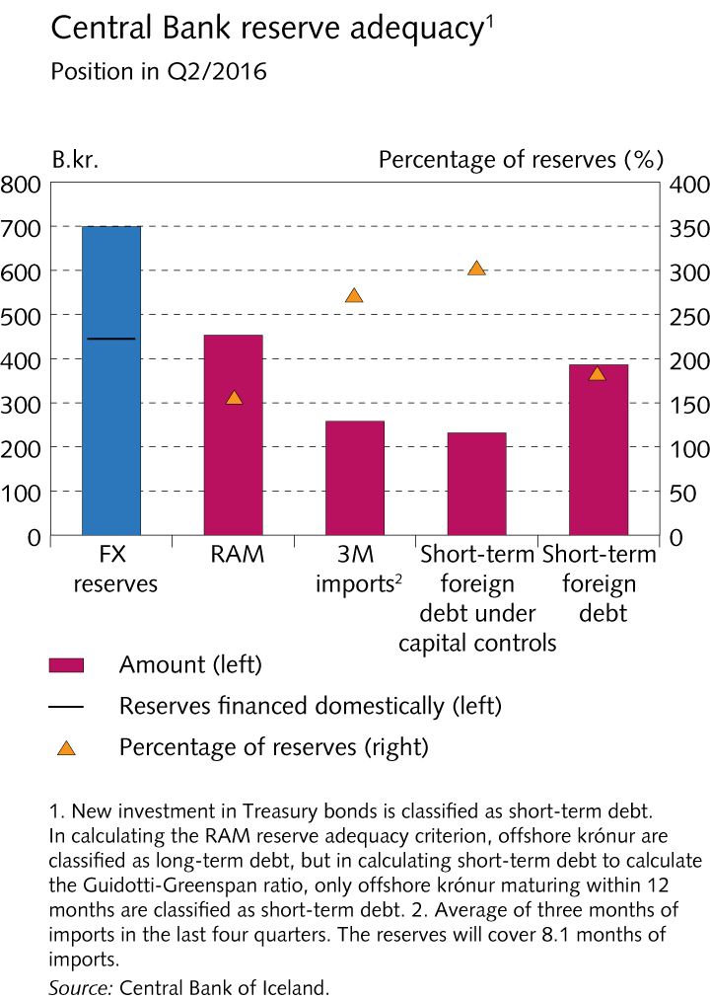 Central Bank reserve adequacy¹
Position in Q2/2016
B.kr.
Percentage of reserves (%)
800
700
600
500
400
300
200
100
0
400
350
300
250
200
150
100
50
0
FX
reserves
RAM
3M
imports²
Short-term
foreign
debt under
capital controls
Short-term
foreign
debt
Amount (left)
Reserves financed domestically (left)
Percentage of reserves (right)
1. New investment in Treasury bonds is classified as short-term debt.
In calculating the RAM reserve adequacy criterion, offshore krónur are
classified as long-term debt, but in calculating short-term debt to calculate
the Guidotti-Greenspan ratio, only offshore krónur maturing within 12
months are classified as short-term debt. 2. Average of three months of
imports in the last four quarters. The reserves will cover 8.1 months of
imports.
Source: Central Bank of Iceland.